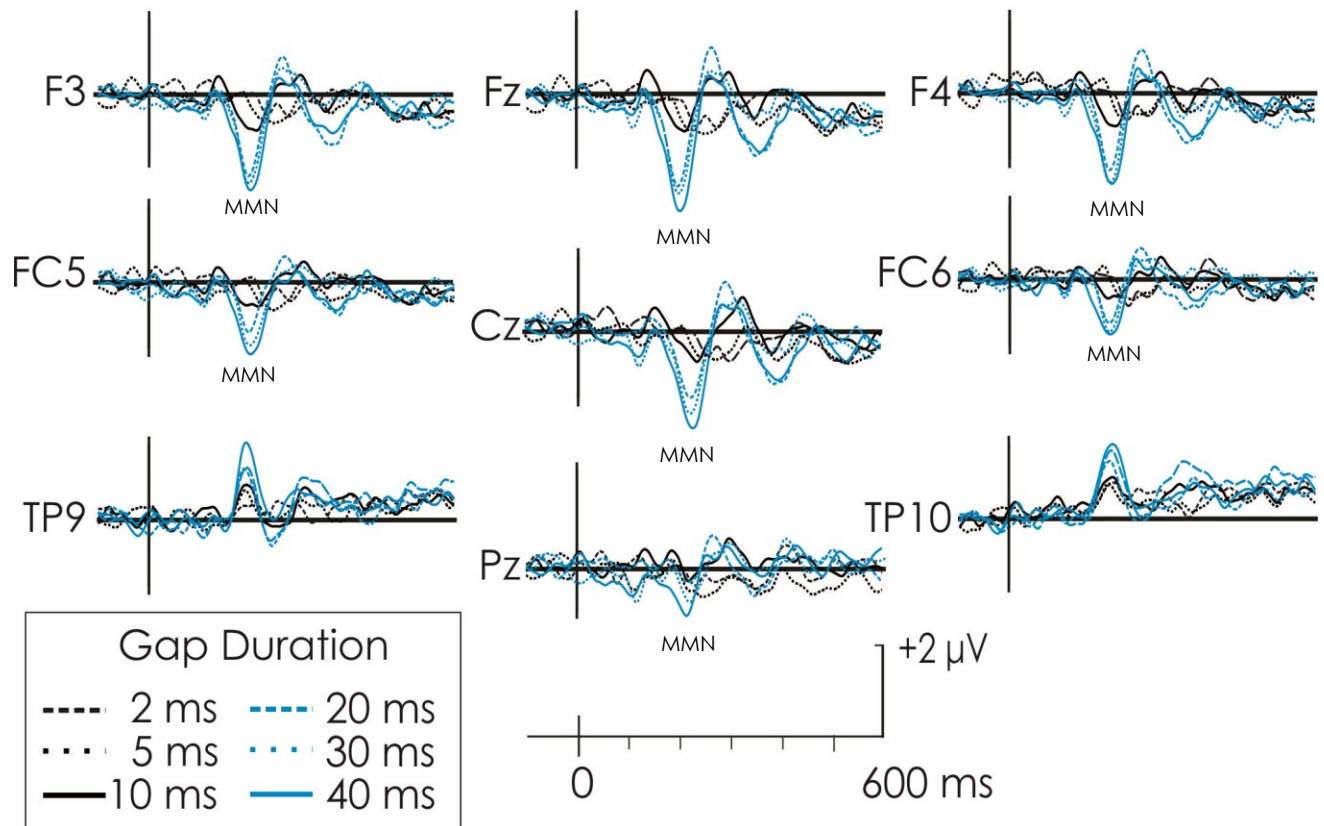 F3
Fz
F4
MMN
MMN
MMN
FC5
Cz
FC6
MMN
MMN
MMN
TP9
Pz
TP10
MMN
Gap Duration
2 ms
20 ms
5 ms
30 ms
10 ms
40 ms
+2 µV
0
600 ms